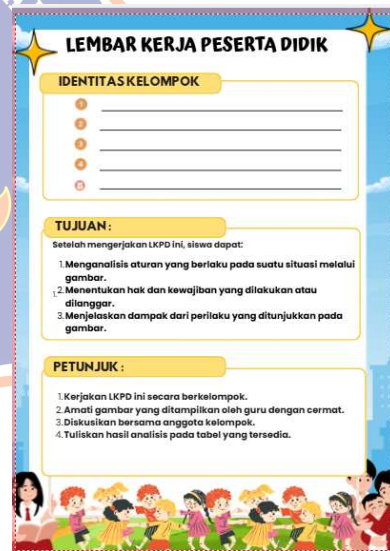 LEMBAR KERJA PESERTA DIDIK
IDENTITAS KELOMPOK
1
2
3
4
5
TUJUAN :
Setelah mengerjakan LKPD ini, siswa dapat:
1. Menganalisis aturan yang berlaku pada suatu situasi melalui
gambar.
1. 2. Menentukan hak dan kewajiban yang dilakukan atau
dilanggar.
3. Menjelaskan dampak dari perilaku yang ditunjukkan pada
gambar.
PETUNJUK :
1. Kerjakan LKPD ini secara berkelompok.
2. Amati gambar yang ditampilkan oleh guru dengan cermat.
3. Diskusikan bersama anggota kelompok.
4. Tuliskan hasil analisis pada tabel yang tersedia.